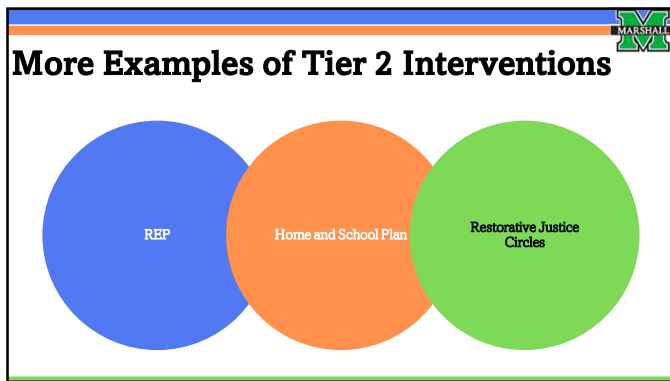 MARSHALL
More Examples of Tier 2 Interventions
REP
Home and School Plan
Restorative Justice
Circles